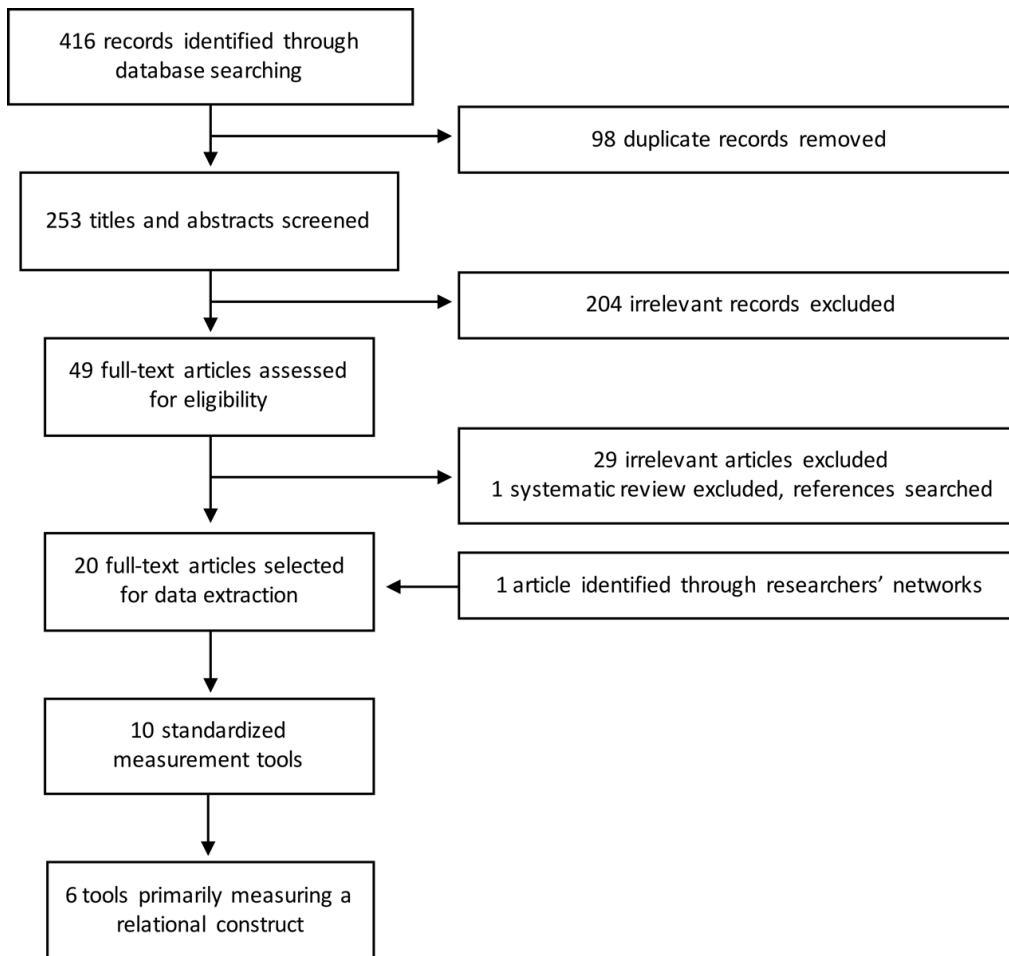 416 records identified through
database searching
98 duplicate records removed
253 titles and abstracts screened
204 irrelevant records excluded
49 full-text articles assessed
for eligibility
29 irrelevant articles excluded
1 systematic review excluded, references searched
20 full-text articles selected
for data extraction
1 article identified through researchers’ networks
10 standardized
measurement tools
6 tools primarily measuring a
relational construct